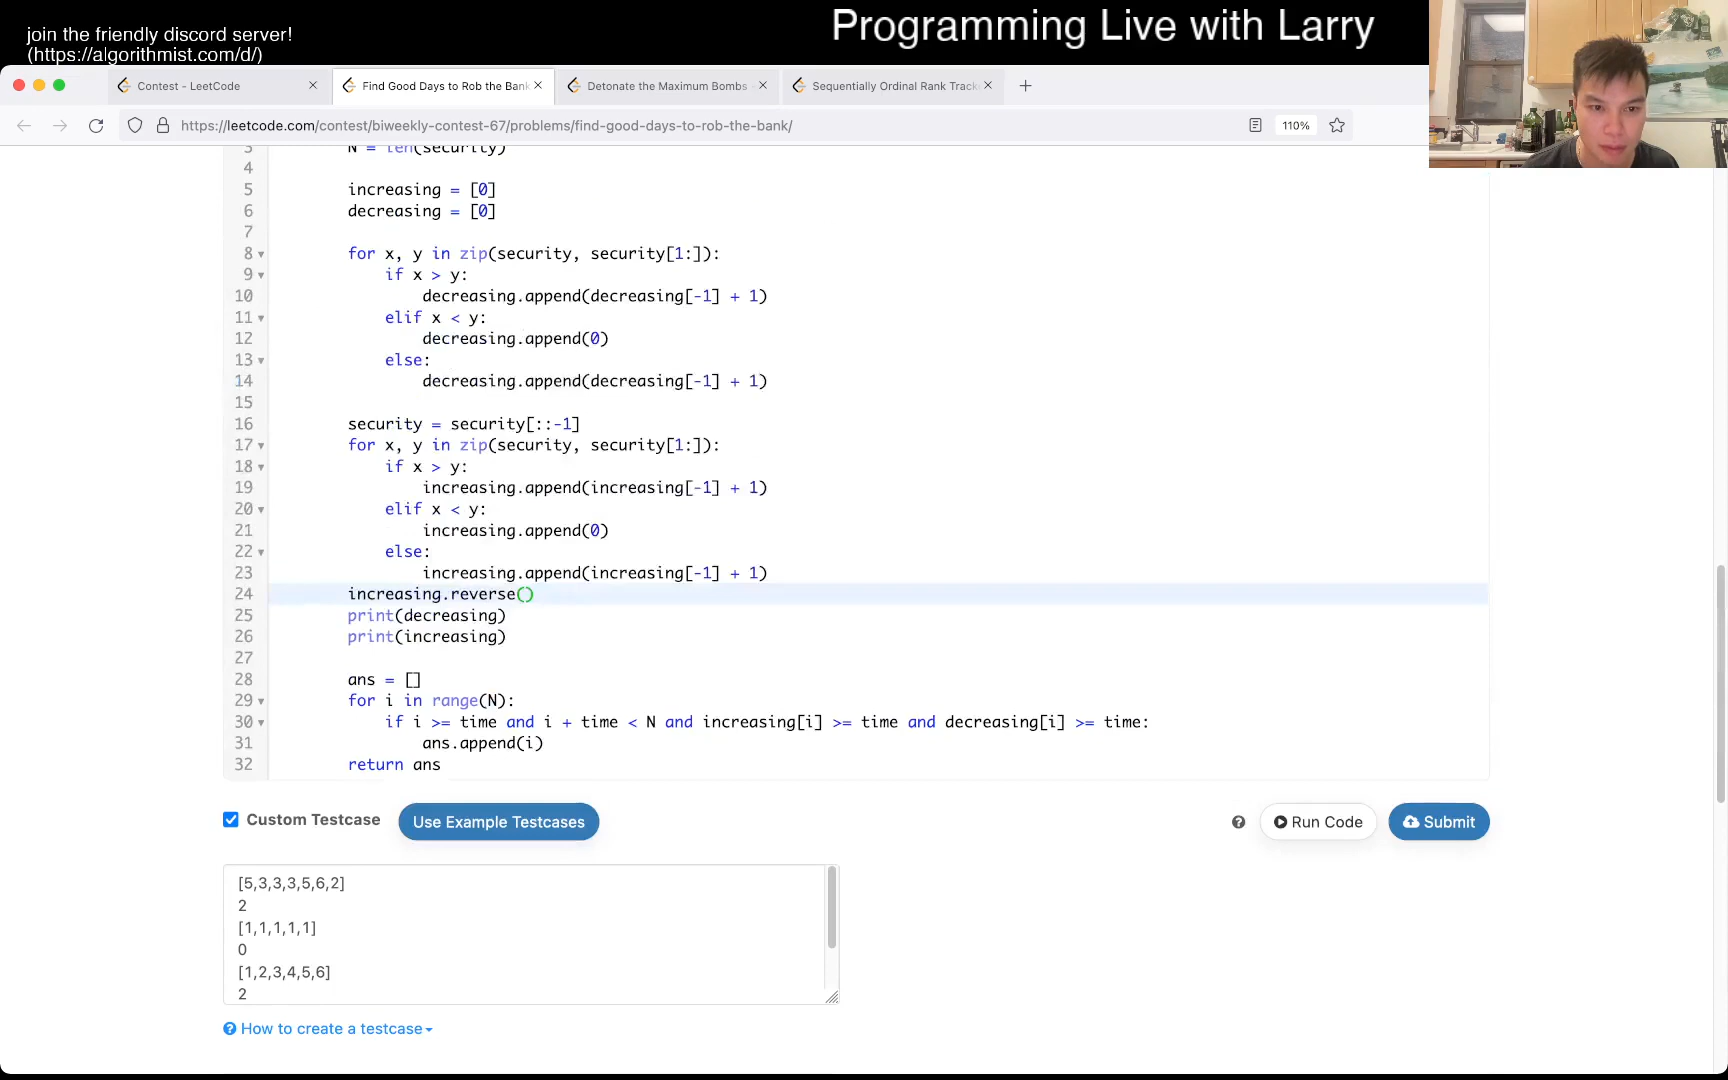 join the friendly discord server!
(https://algorithmist.com/d/)
Programming Live with Larry
Contest - LeetCode
Find Good Days to Rob the Bank
Detonate the Maximum Bombs
Sequentially Ordinal Rank Track
https://leetcode.com/contest/biweekly-contest-67/problems/find-good-days-to-rob-the-bank/
110%
3 N = len(security)
4
5 increasing = [0]
6 decreasing = [0]
7
8 for x, y in zip(security, security[1:]):
9 if x > y:
10 decreasing.append(decreasing[-1] + 1)
11 elif x < y:
12 decreasing.append(0)
13 else:
14 decreasing.append(decreasing[-1] + 1)
15
16 security = security[::-1]
17 for x, y in zip(security, security[1:]):
18 if x > y:
19 increasing.append(increasing[-1] + 1)
20 elif x < y:
21 increasing.append(0)
22 else:
23 increasing.append(increasing[-1] + 1)
24 increasing.reverse()
25 print(decreasing)
26 print(increasing)
27
28 ans = []
29 for i in range(N):
30 if i >= time and i + time < N and increasing[i] >= time and decreasing[i] >= time:
31 ans.append(i)
32 return ans
Custom Testcase
Use Example Testcases
Run Code
Submit
[5,3,3,3,5,6,2]
2
[1,1,1,1,1]
0
[1,2,3,4,5,6]
2
How to create a testcase